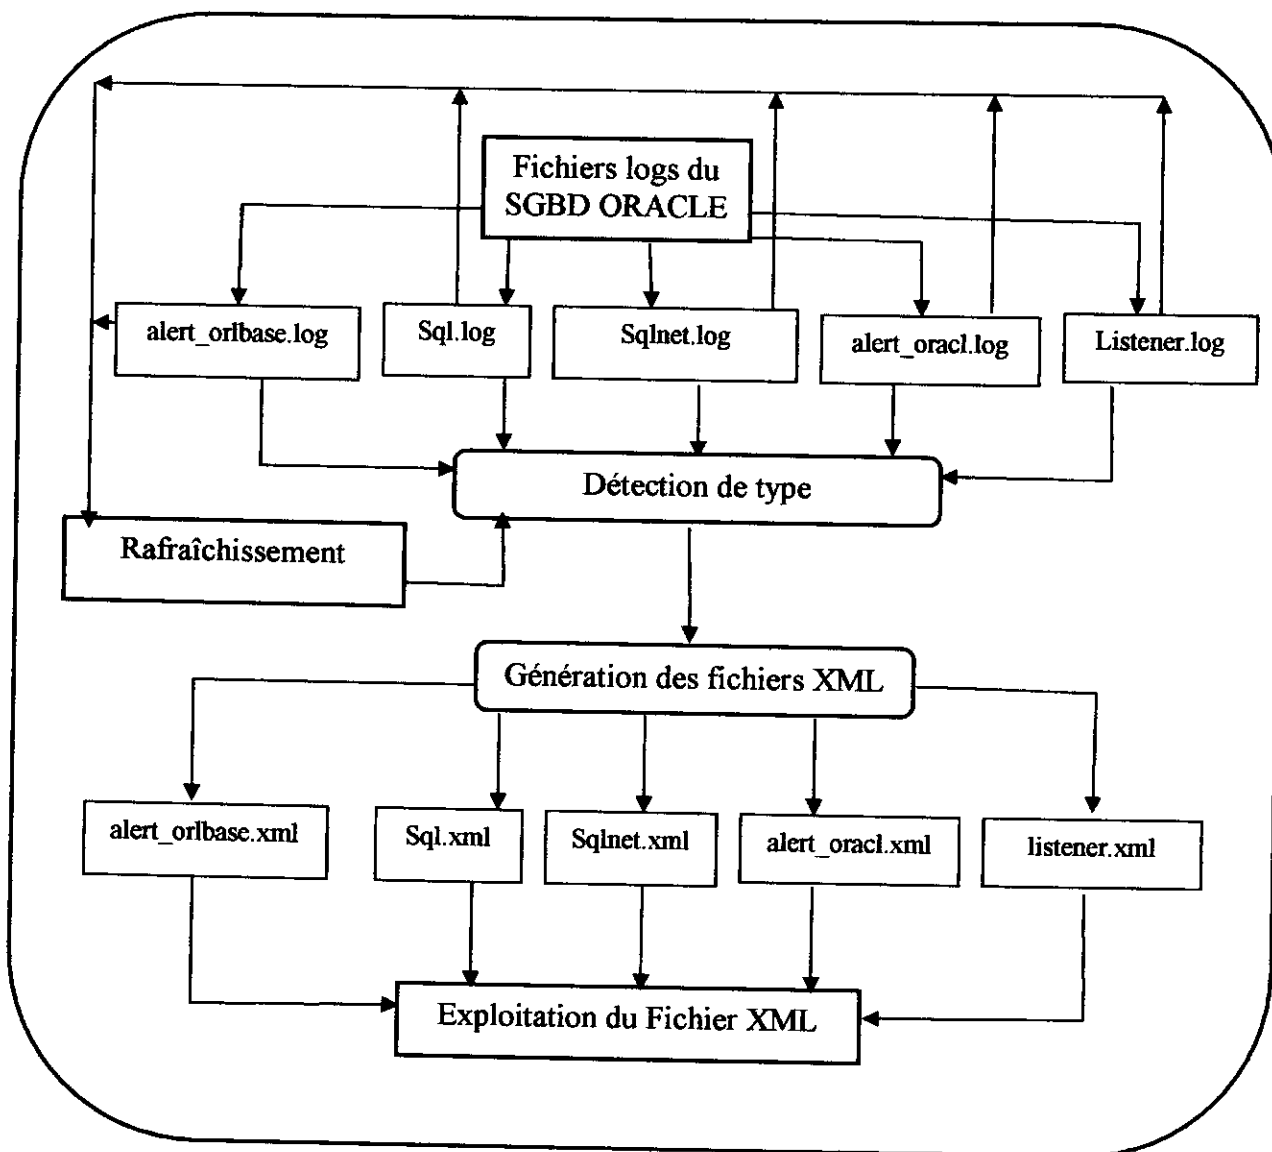 Fichiers logs du
SGBD ORACLE
alert_orlbase.log
Sql.log
Sqlnet.log
alert_oracl.log
Listener.log
Détection de type
Rafraîchissement
Génération des fichiers XML
alert_orlbase.xml
Sql.xml
Sqlnet.xml
alert_oracl.xml
listener.xml
Exploitation du Fichier XML